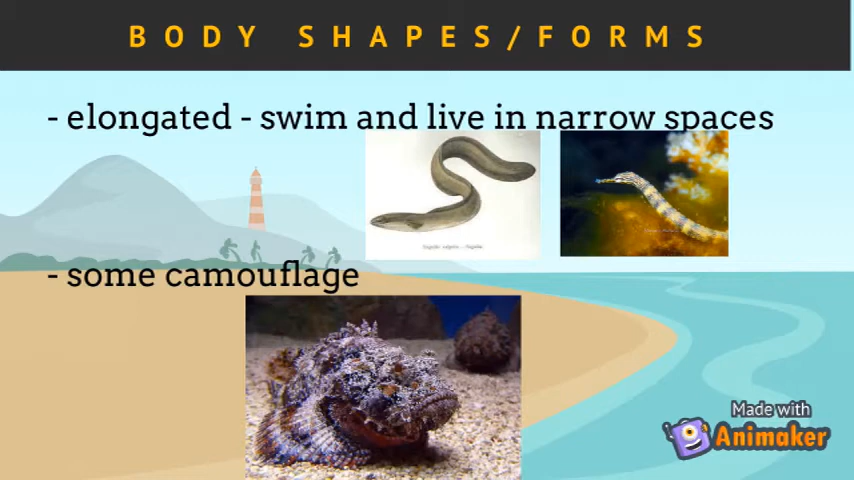 BODY SHAPES/FORMS
- elongated - swim and live in narrow spaces
- some camouflage
Made with
Animaker